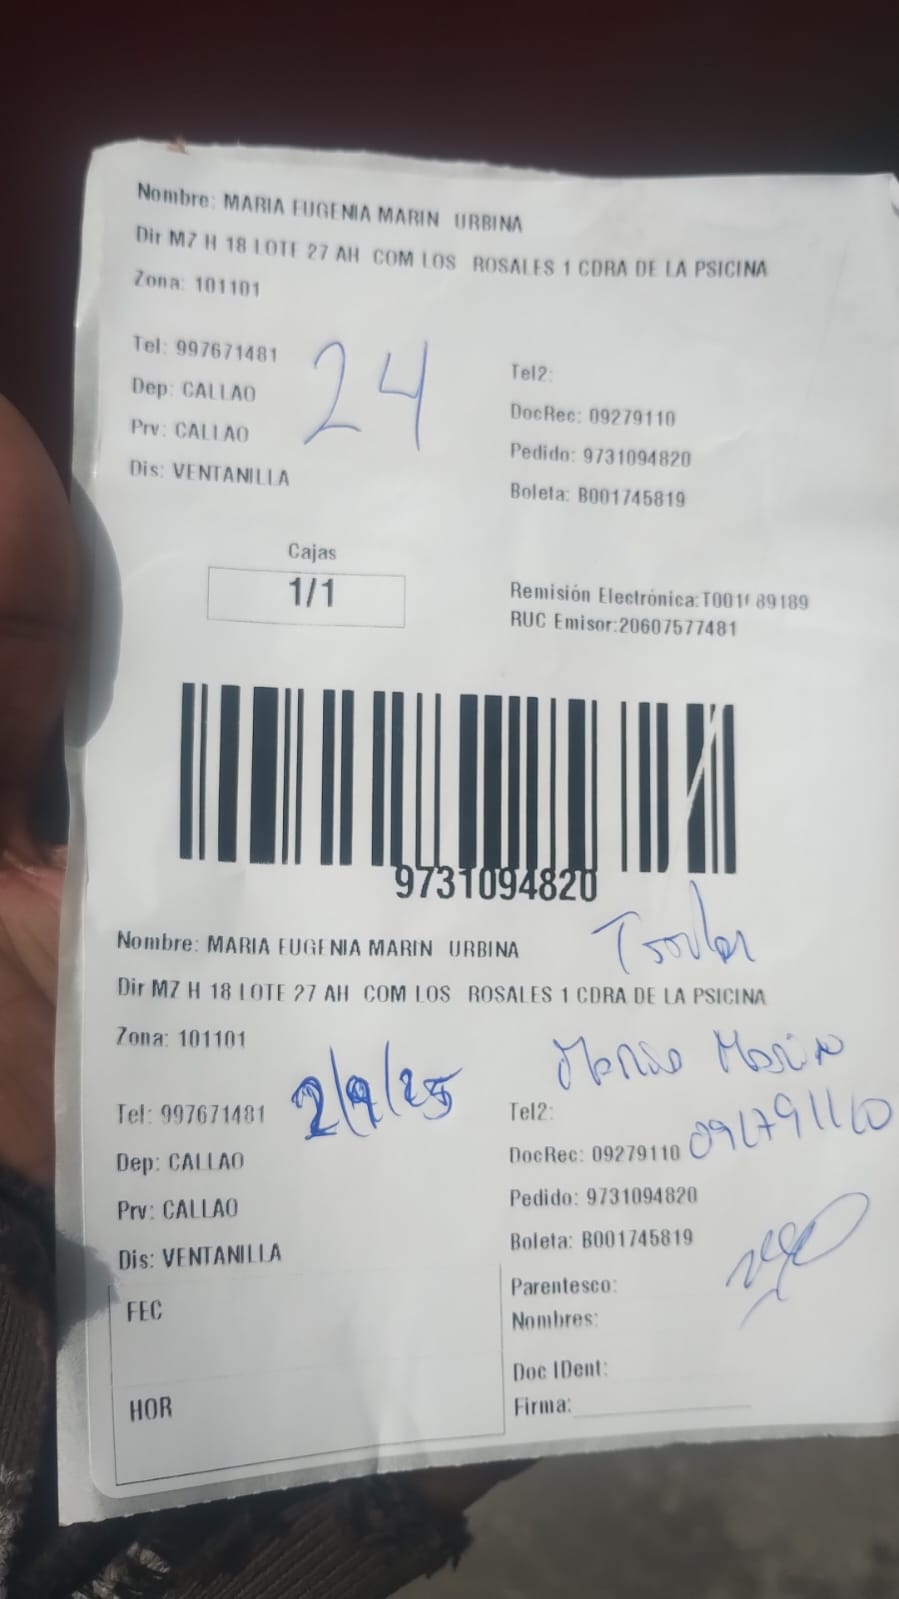 Nombre: MARIA EUGENIA MARIN URBINA
Dir MZ H 18 LOTE 27 AH COM LOS ROSALES 1 CDRA DE LA PSICINA
Zona: 101101
Tel: 997671481
24
Tel2:
Dep: CALLAO
DocRec: 09279110
Prv: CALLAO
Pedido: 9731094820
Dis: VENTANILLA
Boleta: B001745819
Cajas
1/1
Remisión Electrónica:
RUC Emisor:20607577481
9731094820
Nombre: MARIA EUGENIA MARIN URBINA
Dir MZ H 18 LOTE 27 AH COM LOS ROSALES 1 CDRA DE LA PSICINA
Zona: 101101
Tel: 997671481
Tel2:
Dep: CALLAO
DocRec: 09279110
Prv: CALLAO
Pedido: 9731094820
Dis: VENTANILLA
Boleta: B001745819
FEC
Parentesco:
Nombres:
Doc IDent:
HOR
Firma: